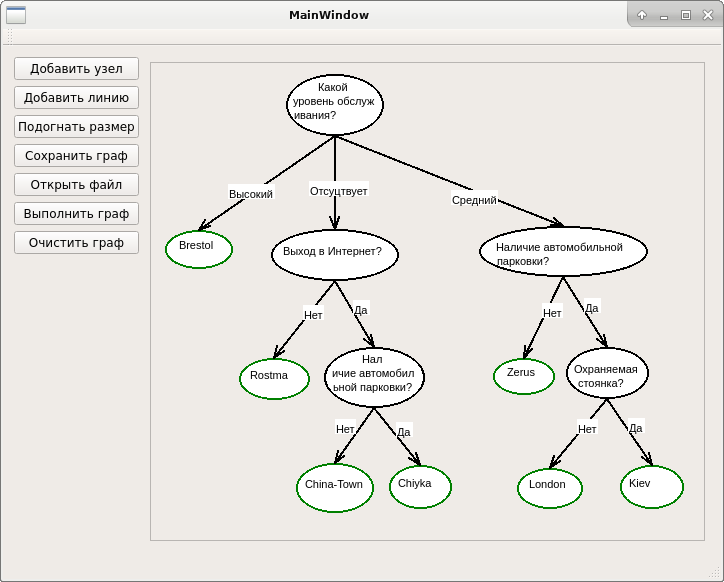 MainWindow
Добавить узел
Добавить линию
Подогнать размер
Сохранить граф
Открыть файл
Выполнить граф
Очистить граф
Какой
уровень обслуж
ивания?
Высокий
Отсуцтвует
Средний
Brestol
Выход в Интернет?
Наличие автомобильной
парковки?
Нет
Да
Нет
Да
Rostma
Нал
ичие автомобил
ьной парковки?
Zerus
Охраняемая
стоянка?
Нет
Да
Нет
Да
China-Town
Chiyka
London
Kiev